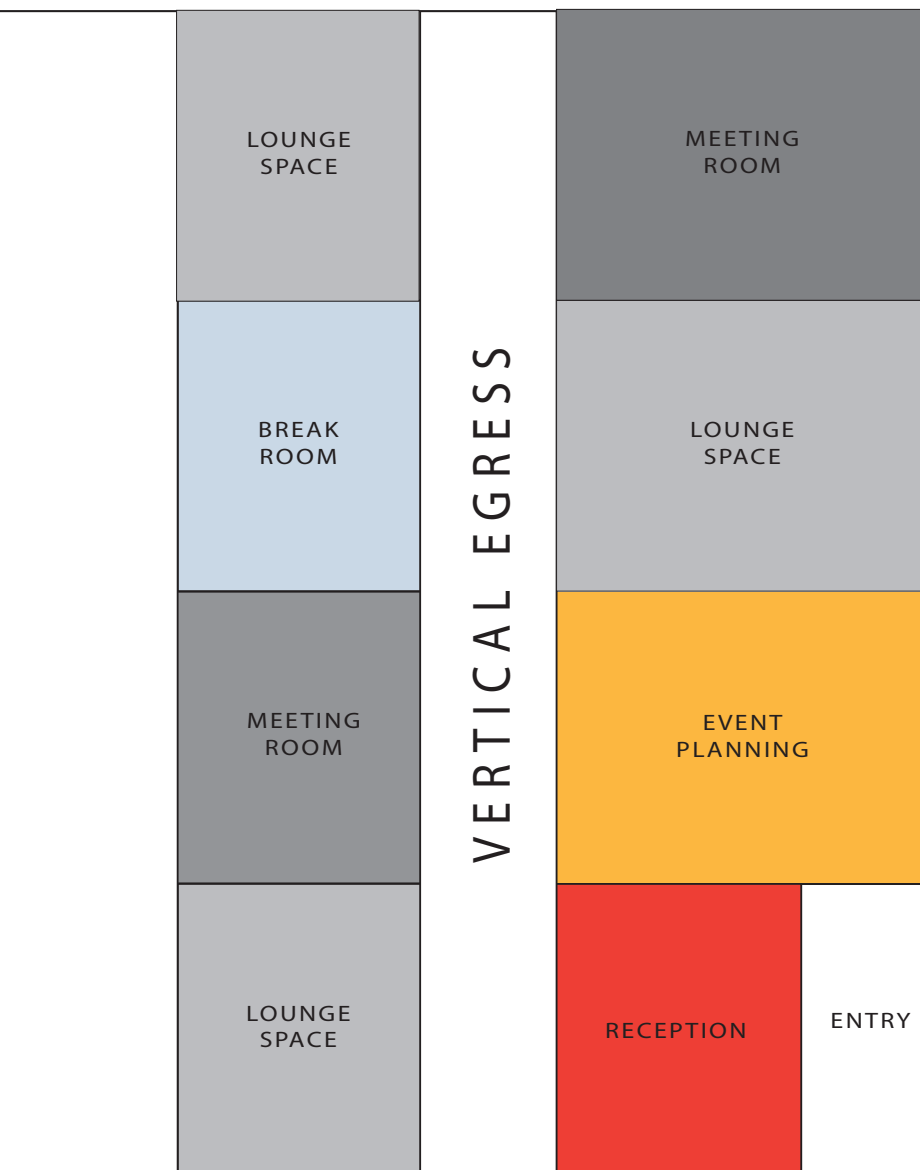 LOUNGE
SPACE
MEETING
ROOM
BREAK
ROOM
LOUNGE
SPACE
VERTICAL EGRESS
MEETING
ROOM
EVENT
PLANNING
LOUNGE
SPACE
RECEPTION
ENTRY